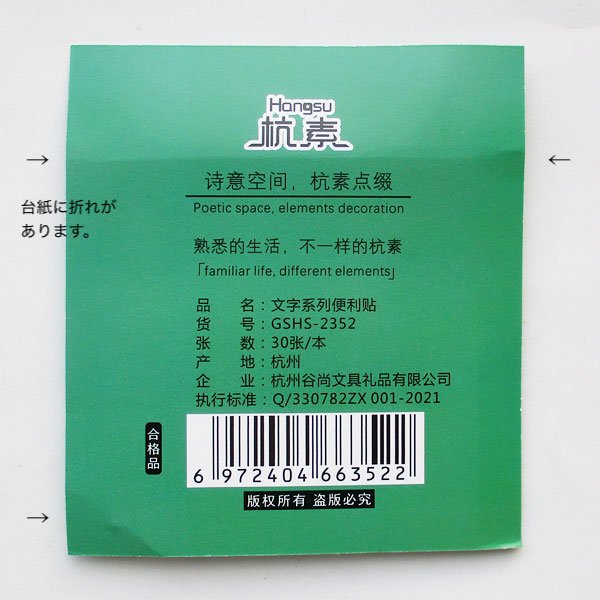 Hangsu
杭素
诗意空间，杭素点缀
Poetic space, elements decoration
→
←
台紙に折れが
あります。
熟悉的生活，不一样的杭素
「familiar life, different elements」
品 名：文字系列便利贴
货 号：GSHS-2352
张 数：30张/本
产 地：杭州
企 业：杭州谷尚文具礼品有限公司
执行标准：Q/330782ZX 001-2021
合格品
6 972404 663522
→
版权所有 盗版必究